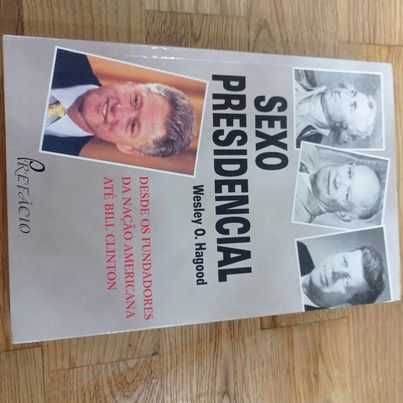 SEXO
PRESIDENCIAL
Wesley O. Hagood
DESDE OS FUNDADORES
DA NAÇÃO AMERICANA
ATÉ BILL CLINTON
PREFÁCIO